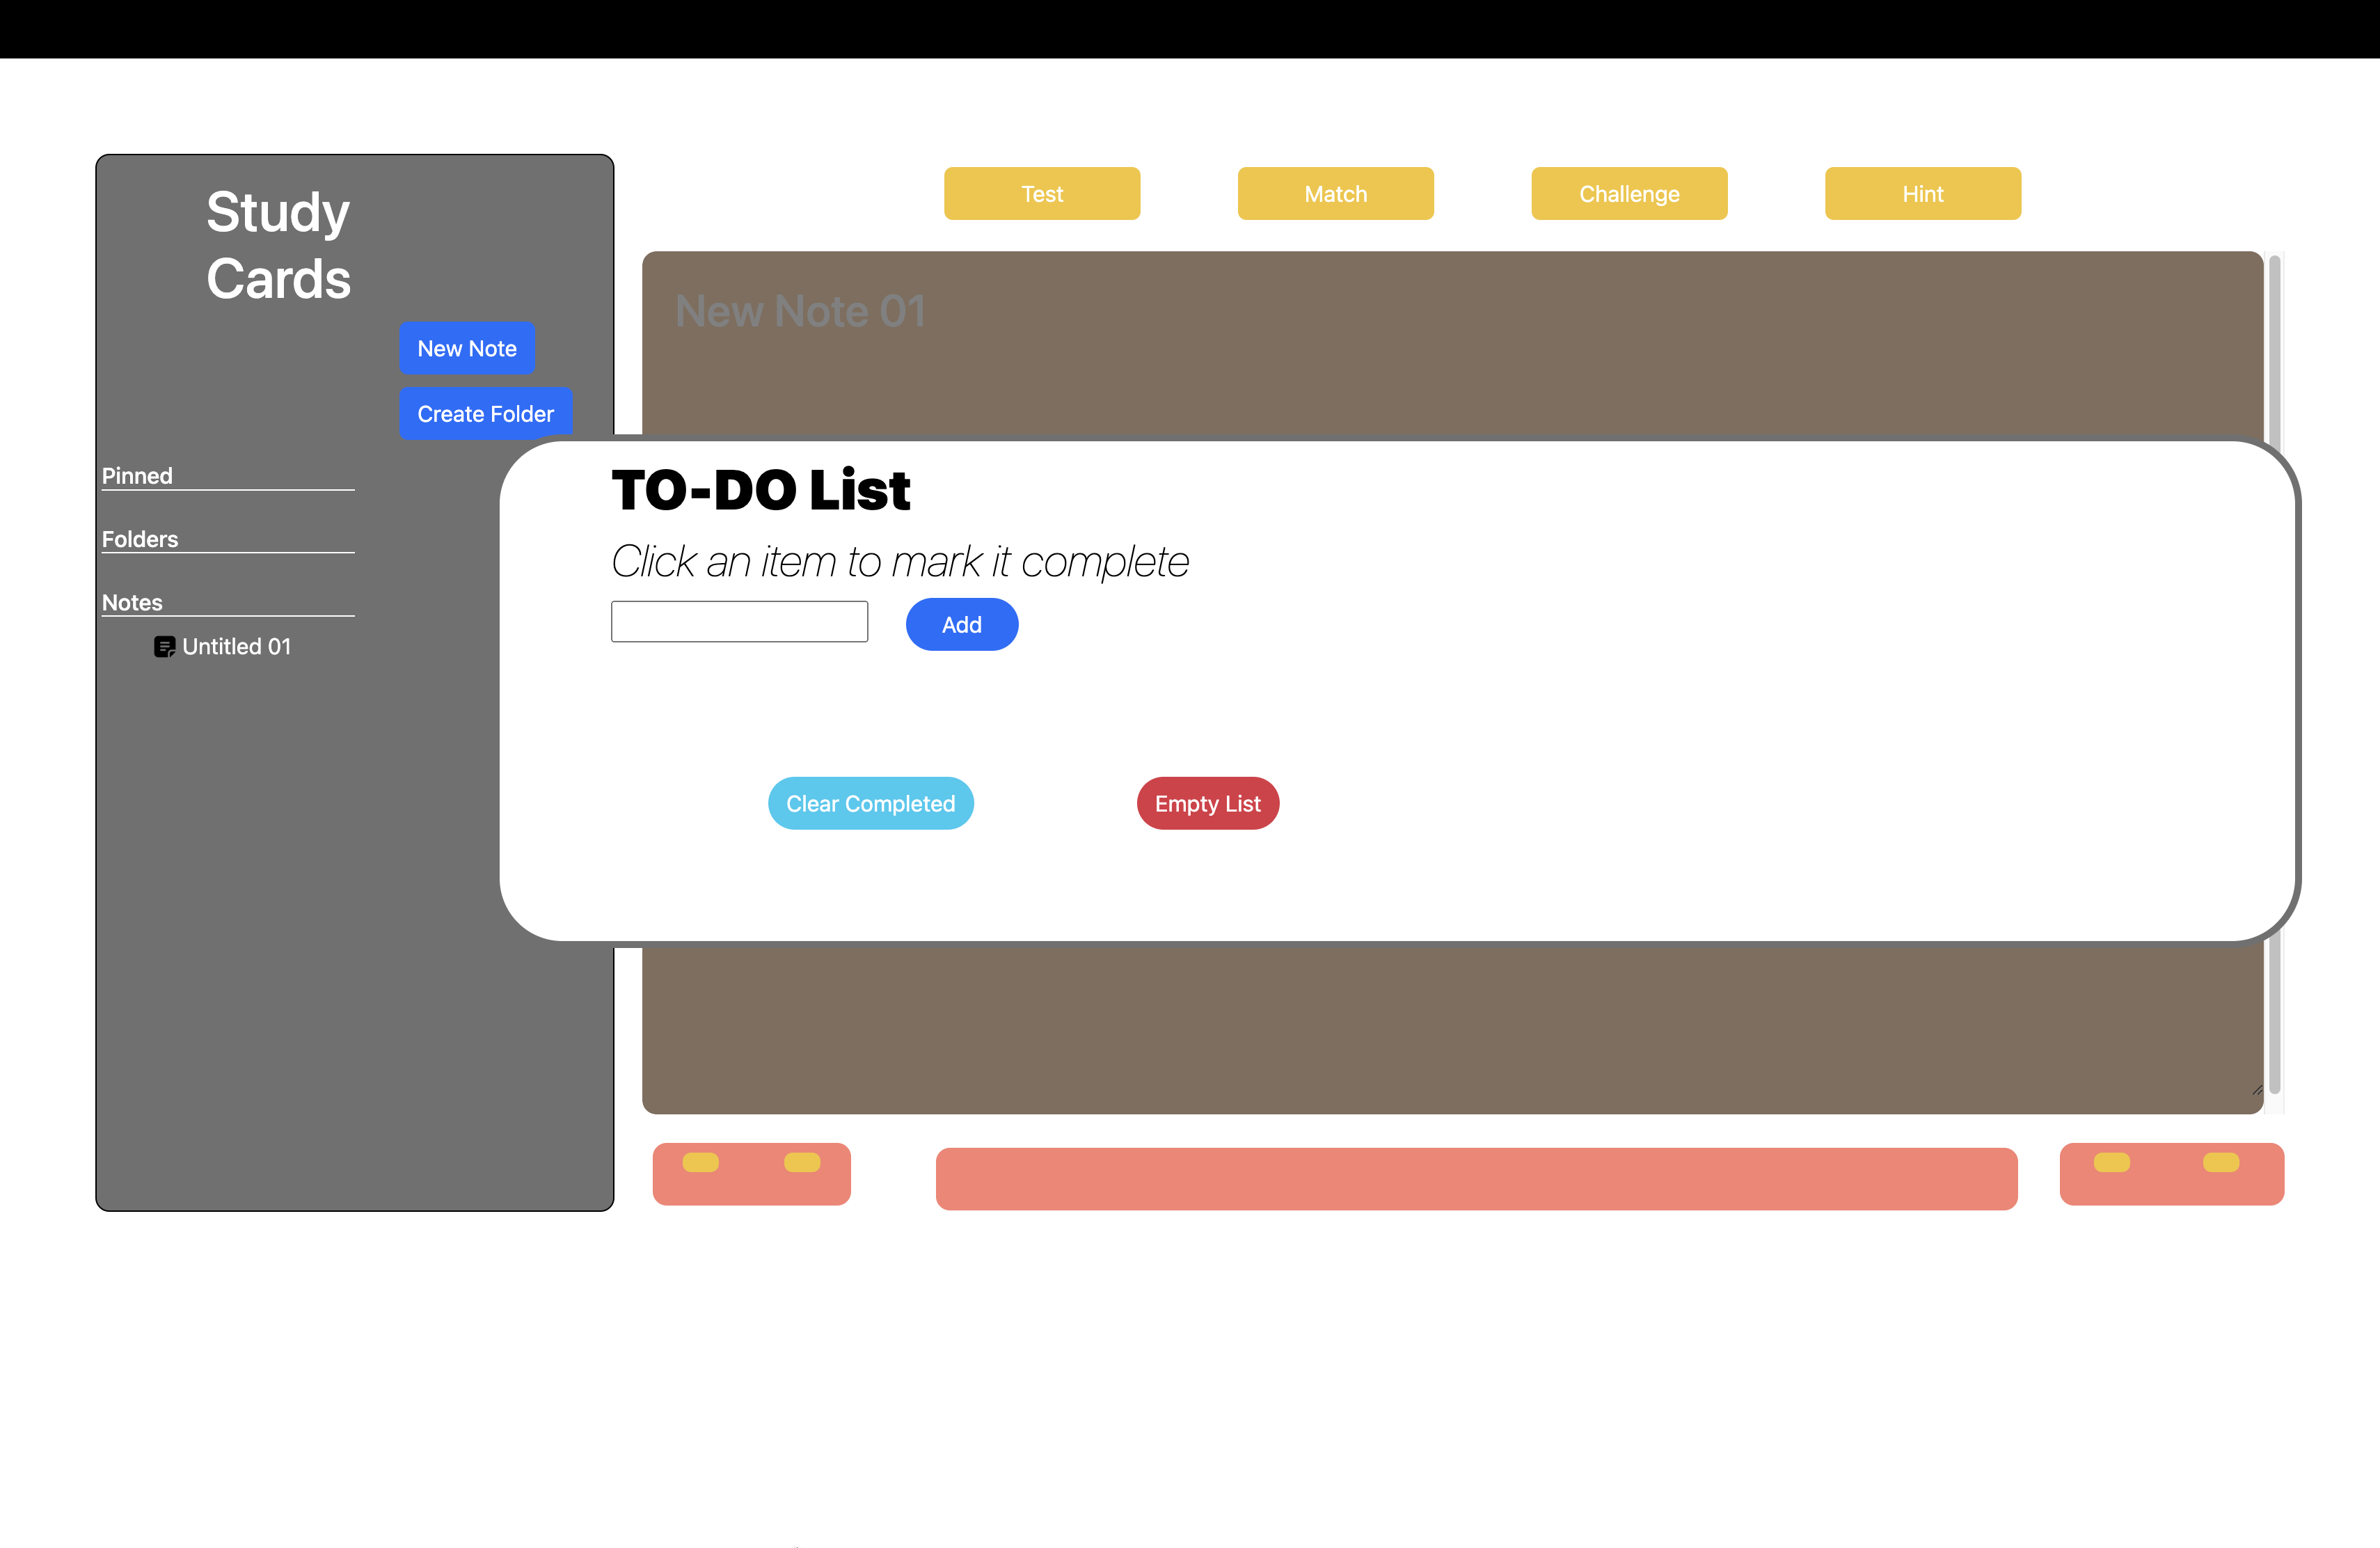 Study
Cards
New Note
Create Folder
Pinned
Folders
Notes
Untitled 01
Test
Match
Challenge
Hint
New Note 01
TO-DO List
Click an item to mark it complete
Add
Clear Completed
Empty List